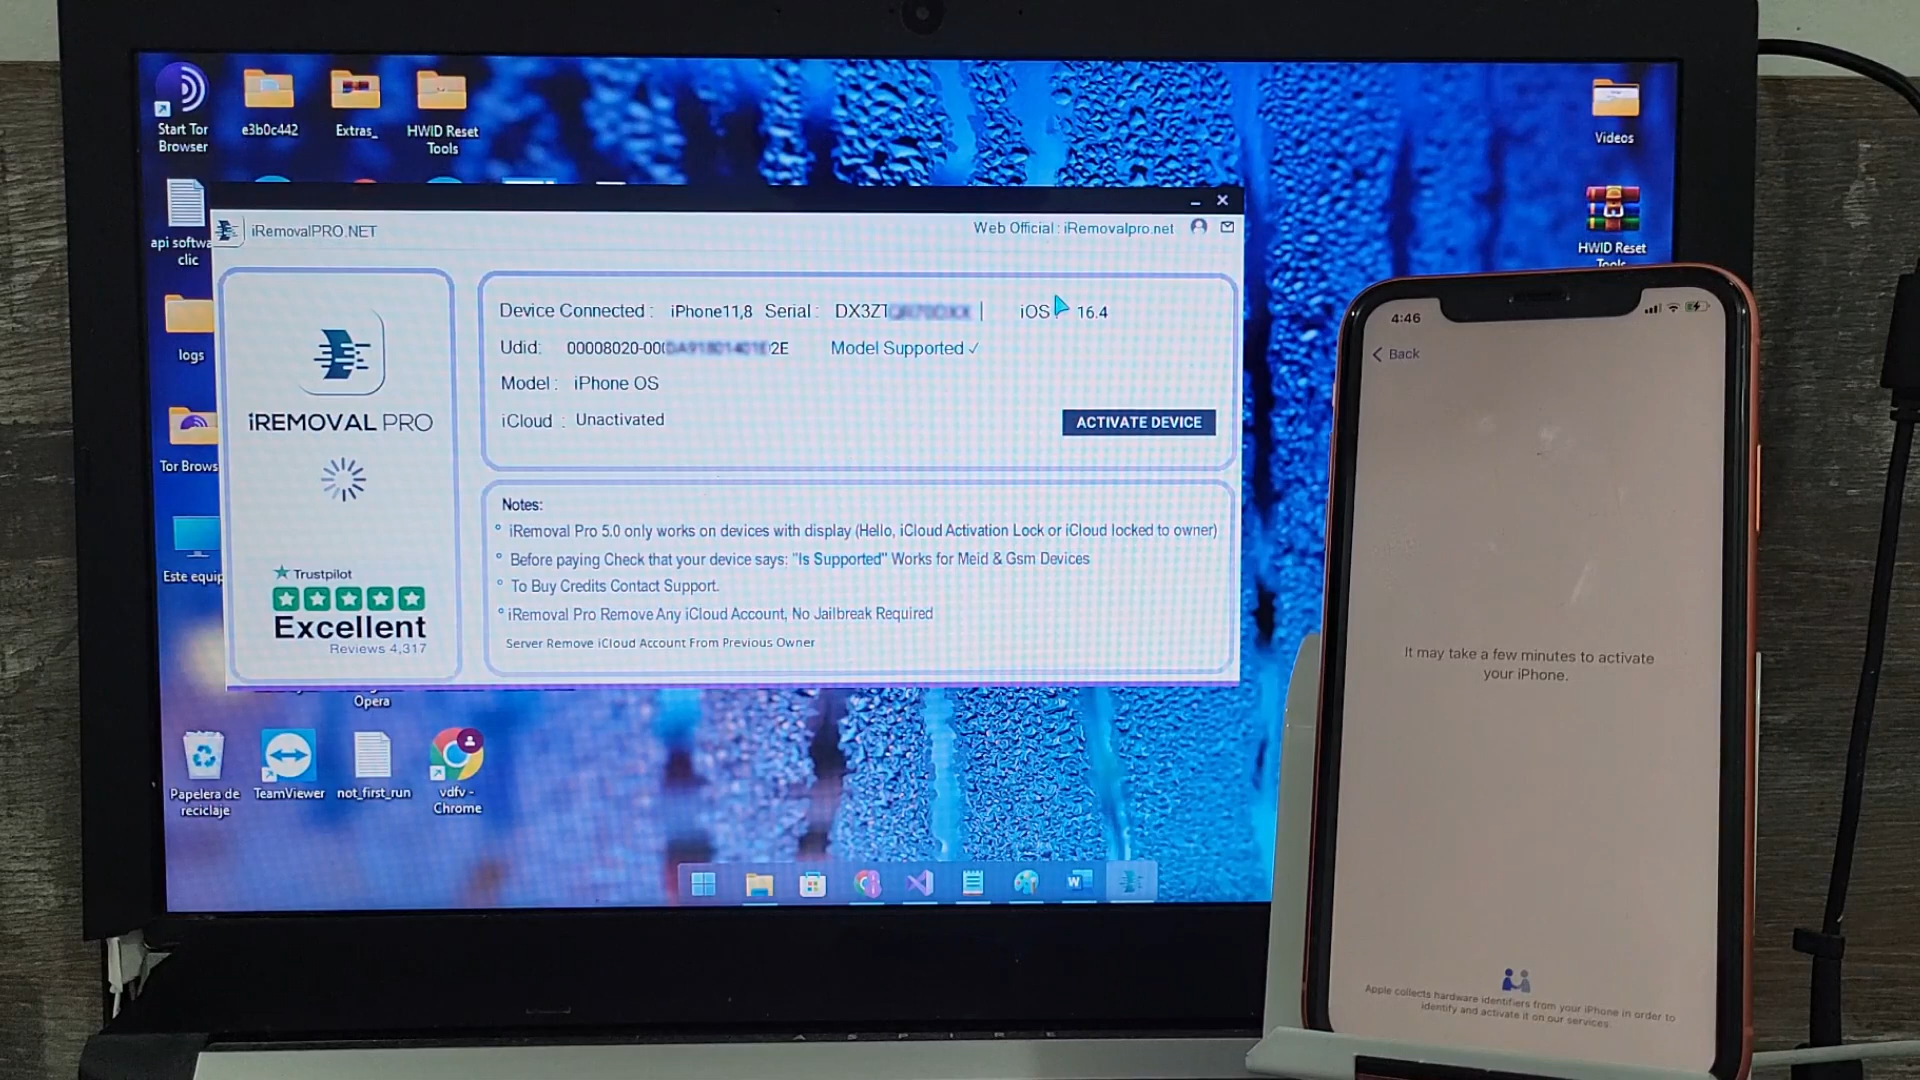 Start Tor
Browser
e3b0c442
Extras_
HWID Reset
Tools
Videos
HWID Reset
Tools
api softwa
clic
logs
Tor Brows
Este equip
iRemovalPRO.NET
Web Official : iRemovalpro.net
iREMOVAL PRO
Trustpilot
Excellent
Reviews 4,317
Device Connected : iPhone11,8 Serial : DX3ZT
iOS : 16.4
Udid: 00008020-00 2E Model Supported ✓
Model : iPhone OS
iCloud : Unactivated
ACTIVATE DEVICE
Notes:
° iRemoval Pro 5.0 only works on devices with display (Hello, iCloud Activation Lock or iCloud locked to owner)
° Before paying Check that your device says: "Is Supported" Works for Meid & Gsm Devices
° To Buy Credits Contact Support.
° iRemoval Pro Remove Any iCloud Account, No Jailbreak Required
Server Remove iCloud Account From Previous Owner
Opera
Papelera de
reciclaje
TeamViewer
not_first_run
vdfv -
Chrome
W
ASPIRE
4:46
Back
It may take a few minutes to activate
your iPhone.
Apple collects hardware identifiers from your iPhone in order to
identify and activate it on our services.